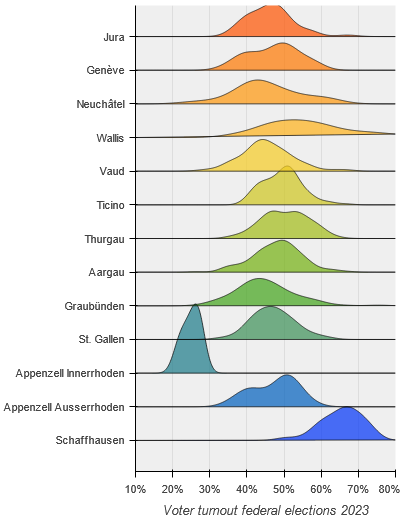 Jura
Genève
Neuchâtel
Wallis
Vaud
Ticino
Thurgau
Aargau
Graubünden
St. Gallen
Appenzell Innerrhoden
Appenzell Ausserrhoden
Schaffhausen
10% 20% 30% 40% 50% 60% 70% 80%
Voter turnout federal elections 2023